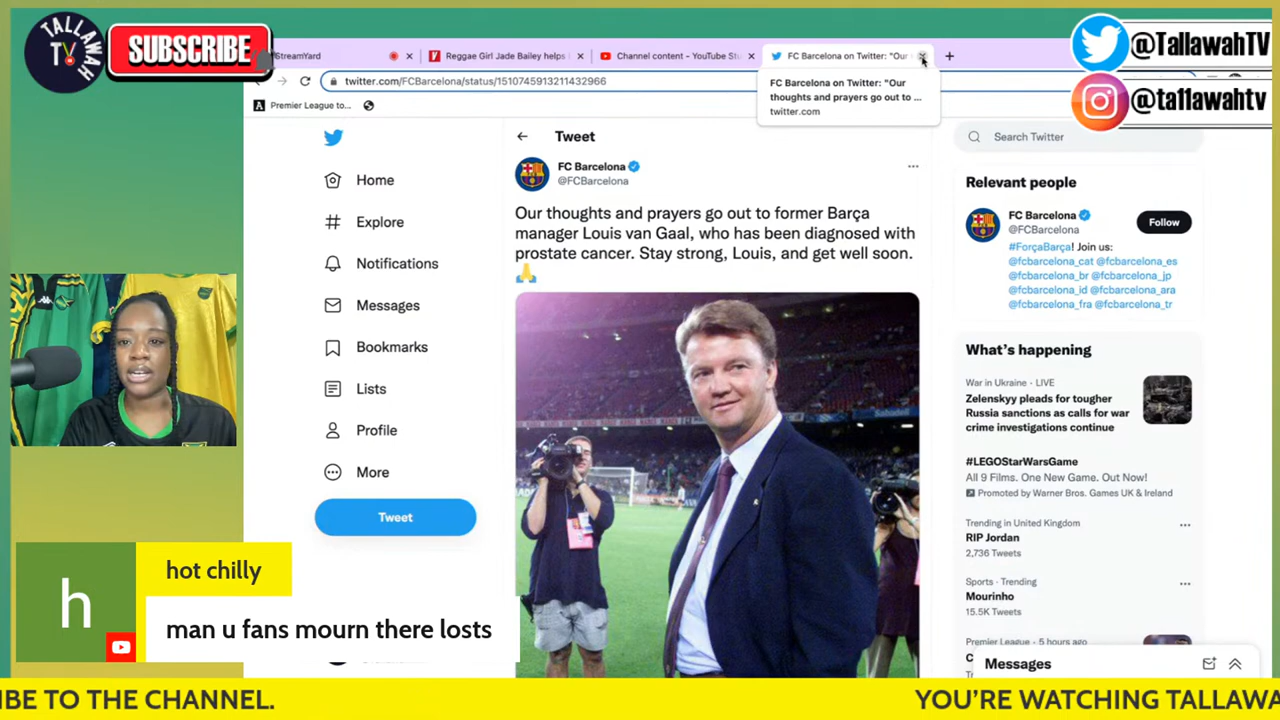 TALLAWAH
TV
SUBSCRIBE
StreamYard
Reggae Girl Jade Bailey helps
Channel content - YouTube St
FC Barcelona on Twitter: "Our
twitter.com/FCBarcelona/status/1510745913211432966
Premier League to...
FC Barcelona on Twitter: "Our
thoughts and prayers go out to ...
twitter.com
@TallawahTV
@ta11awahtv
Home
Explore
Notifications
Messages
Bookmarks
Lists
Profile
More
Tweet
Tweet
FC Barcelona
@FCBarcelona
Our thoughts and prayers go out to former Barça
manager Louis van Gaal, who has been diagnosed with
prostate cancer. Stay strong, Louis, and get well soon.
🙏
Search Twitter
Relevant people
FC Barcelona
@FCBarcelona
Follow
#ForçaBarça! Join us:
@fcbarcelona_cat @fcbarcelona_es
@fcbarcelona_br @fcbarcelona_jp
@fcbarcelona_id @fcbarcelona_ara
@fcbarcelona_fra @fcbarcelona_tr
What's happening
War in Ukraine · LIVE
Zelenskyy pleads for tougher
Russia sanctions as calls for war
crime investigations continue
#LEGOStarWarsGame
All 9 Films. One New Game. Out Now!
Promoted by Warner Bros. Games UK & Ireland
Trending in United Kingdom
RIP Jordan
2,736 Tweets
Sports · Trending
Mourinho
15.5K Tweets
Premier League · 5 hours ago
C
Messages
h
hot chilly
man u fans mourn there losts
IBE TO THE CHANNEL.
YOU'RE WATCHING TALLAWA